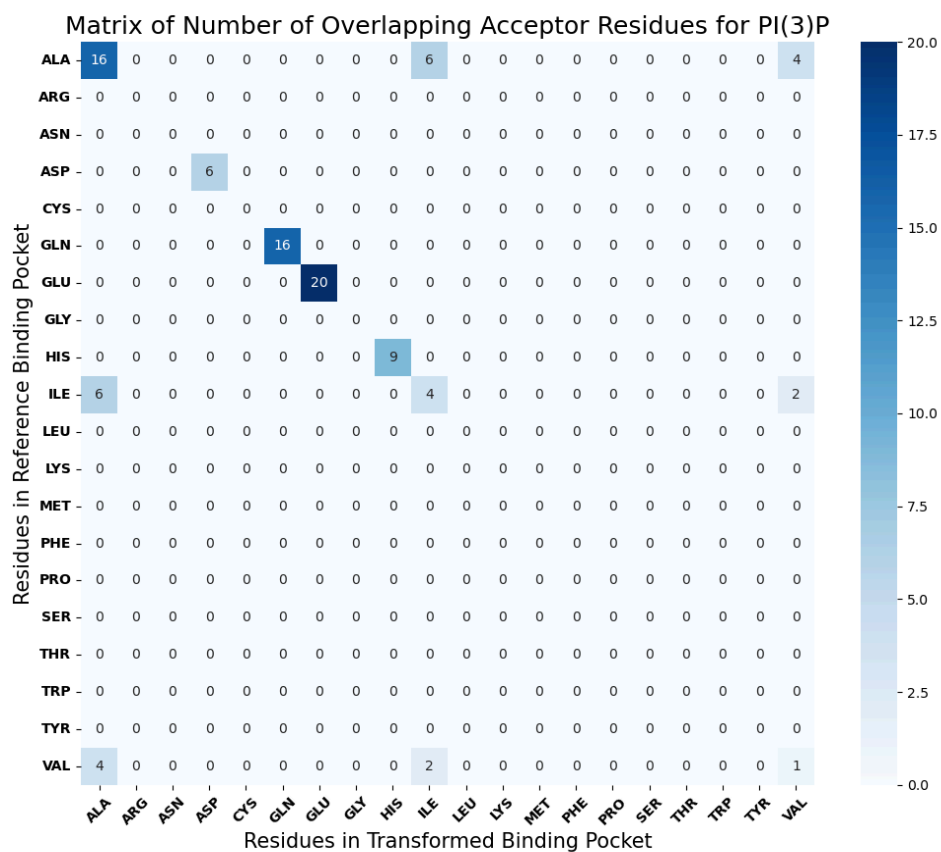 Matrix of Number of Overlapping Acceptor Residues for PI(3)P
Residues in Reference Binding Pocket
ALA 16 0 0 0 0 0 0 0 0 6 0 0 0 0 0 0 0 0 0 4
ARG 0 0 0 0 0 0 0 0 0 0 0 0 0 0 0 0 0 0 0 0
ASN 0 0 0 0 0 0 0 0 0 0 0 0 0 0 0 0 0 0 0 0
ASP 0 0 0 6 0 0 0 0 0 0 0 0 0 0 0 0 0 0 0 0
CYS 0 0 0 0 0 0 0 0 0 0 0 0 0 0 0 0 0 0 0 0
GLN 0 0 0 0 0 16 0 0 0 0 0 0 0 0 0 0 0 0 0 0
GLU 0 0 0 0 0 0 20 0 0 0 0 0 0 0 0 0 0 0 0 0
GLY 0 0 0 0 0 0 0 0 0 0 0 0 0 0 0 0 0 0 0 0
HIS 0 0 0 0 0 0 0 0 9 0 0 0 0 0 0 0 0 0 0 0
ILE 6 0 0 0 0 0 0 0 0 4 0 0 0 0 0 0 0 0 0 2
LEU 0 0 0 0 0 0 0 0 0 0 0 0 0 0 0 0 0 0 0 0
LYS 0 0 0 0 0 0 0 0 0 0 0 0 0 0 0 0 0 0 0 0
MET 0 0 0 0 0 0 0 0 0 0 0 0 0 0 0 0 0 0 0 0
PHE 0 0 0 0 0 0 0 0 0 0 0 0 0 0 0 0 0 0 0 0
PRO 0 0 0 0 0 0 0 0 0 0 0 0 0 0 0 0 0 0 0 0
SER 0 0 0 0 0 0 0 0 0 0 0 0 0 0 0 0 0 0 0 0
THR 0 0 0 0 0 0 0 0 0 0 0 0 0 0 0 0 0 0 0 0
TRP 0 0 0 0 0 0 0 0 0 0 0 0 0 0 0 0 0 0 0 0
TYR 0 0 0 0 0 0 0 0 0 0 0 0 0 0 0 0 0 0 0 0
VAL 4 0 0 0 0 0 0 0 0 2 0 0 0 0 0 0 0 0 0 1
ALA ARG ASN ASP CYS GLN GLU GLY HIS ILE LEU LYS MET PHE PRO SER THR TRP TYR VAL
Residues in Transformed Binding Pocket
20.0
17.5
15.0
12.5
10.0
7.5
5.0
2.5
0.0